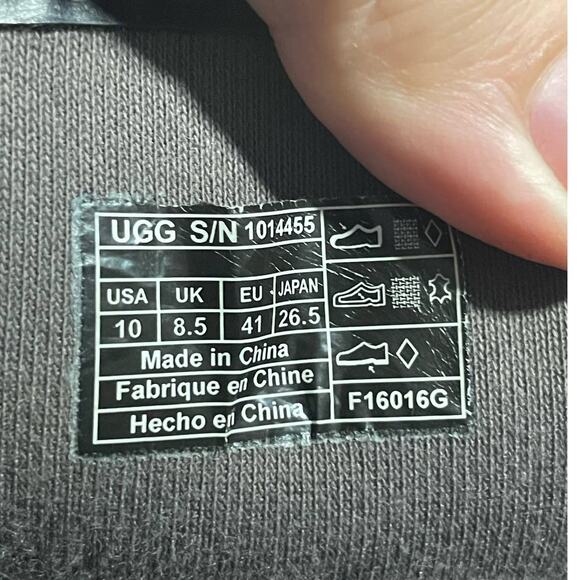 UGG S/N 1014455
USA UK EU JAPAN
10 8.5 41 26.5
Made in China
Fabrique en Chine
Hecho en China
F16016G